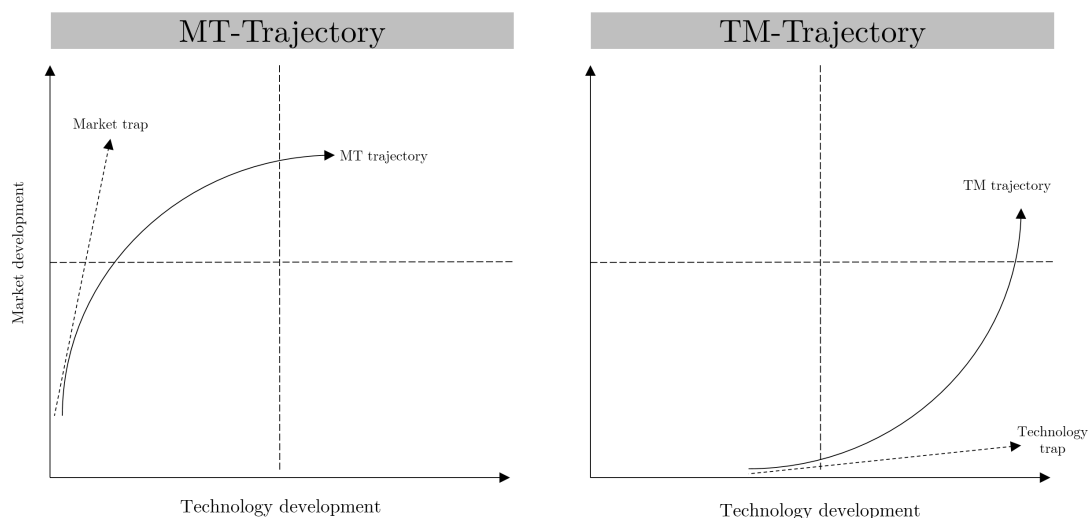 MT-Trajectory
Market trap
MT trajectory
Market development
Technology development
TM-Trajectory
TM trajectory
Technology
trap
Technology development